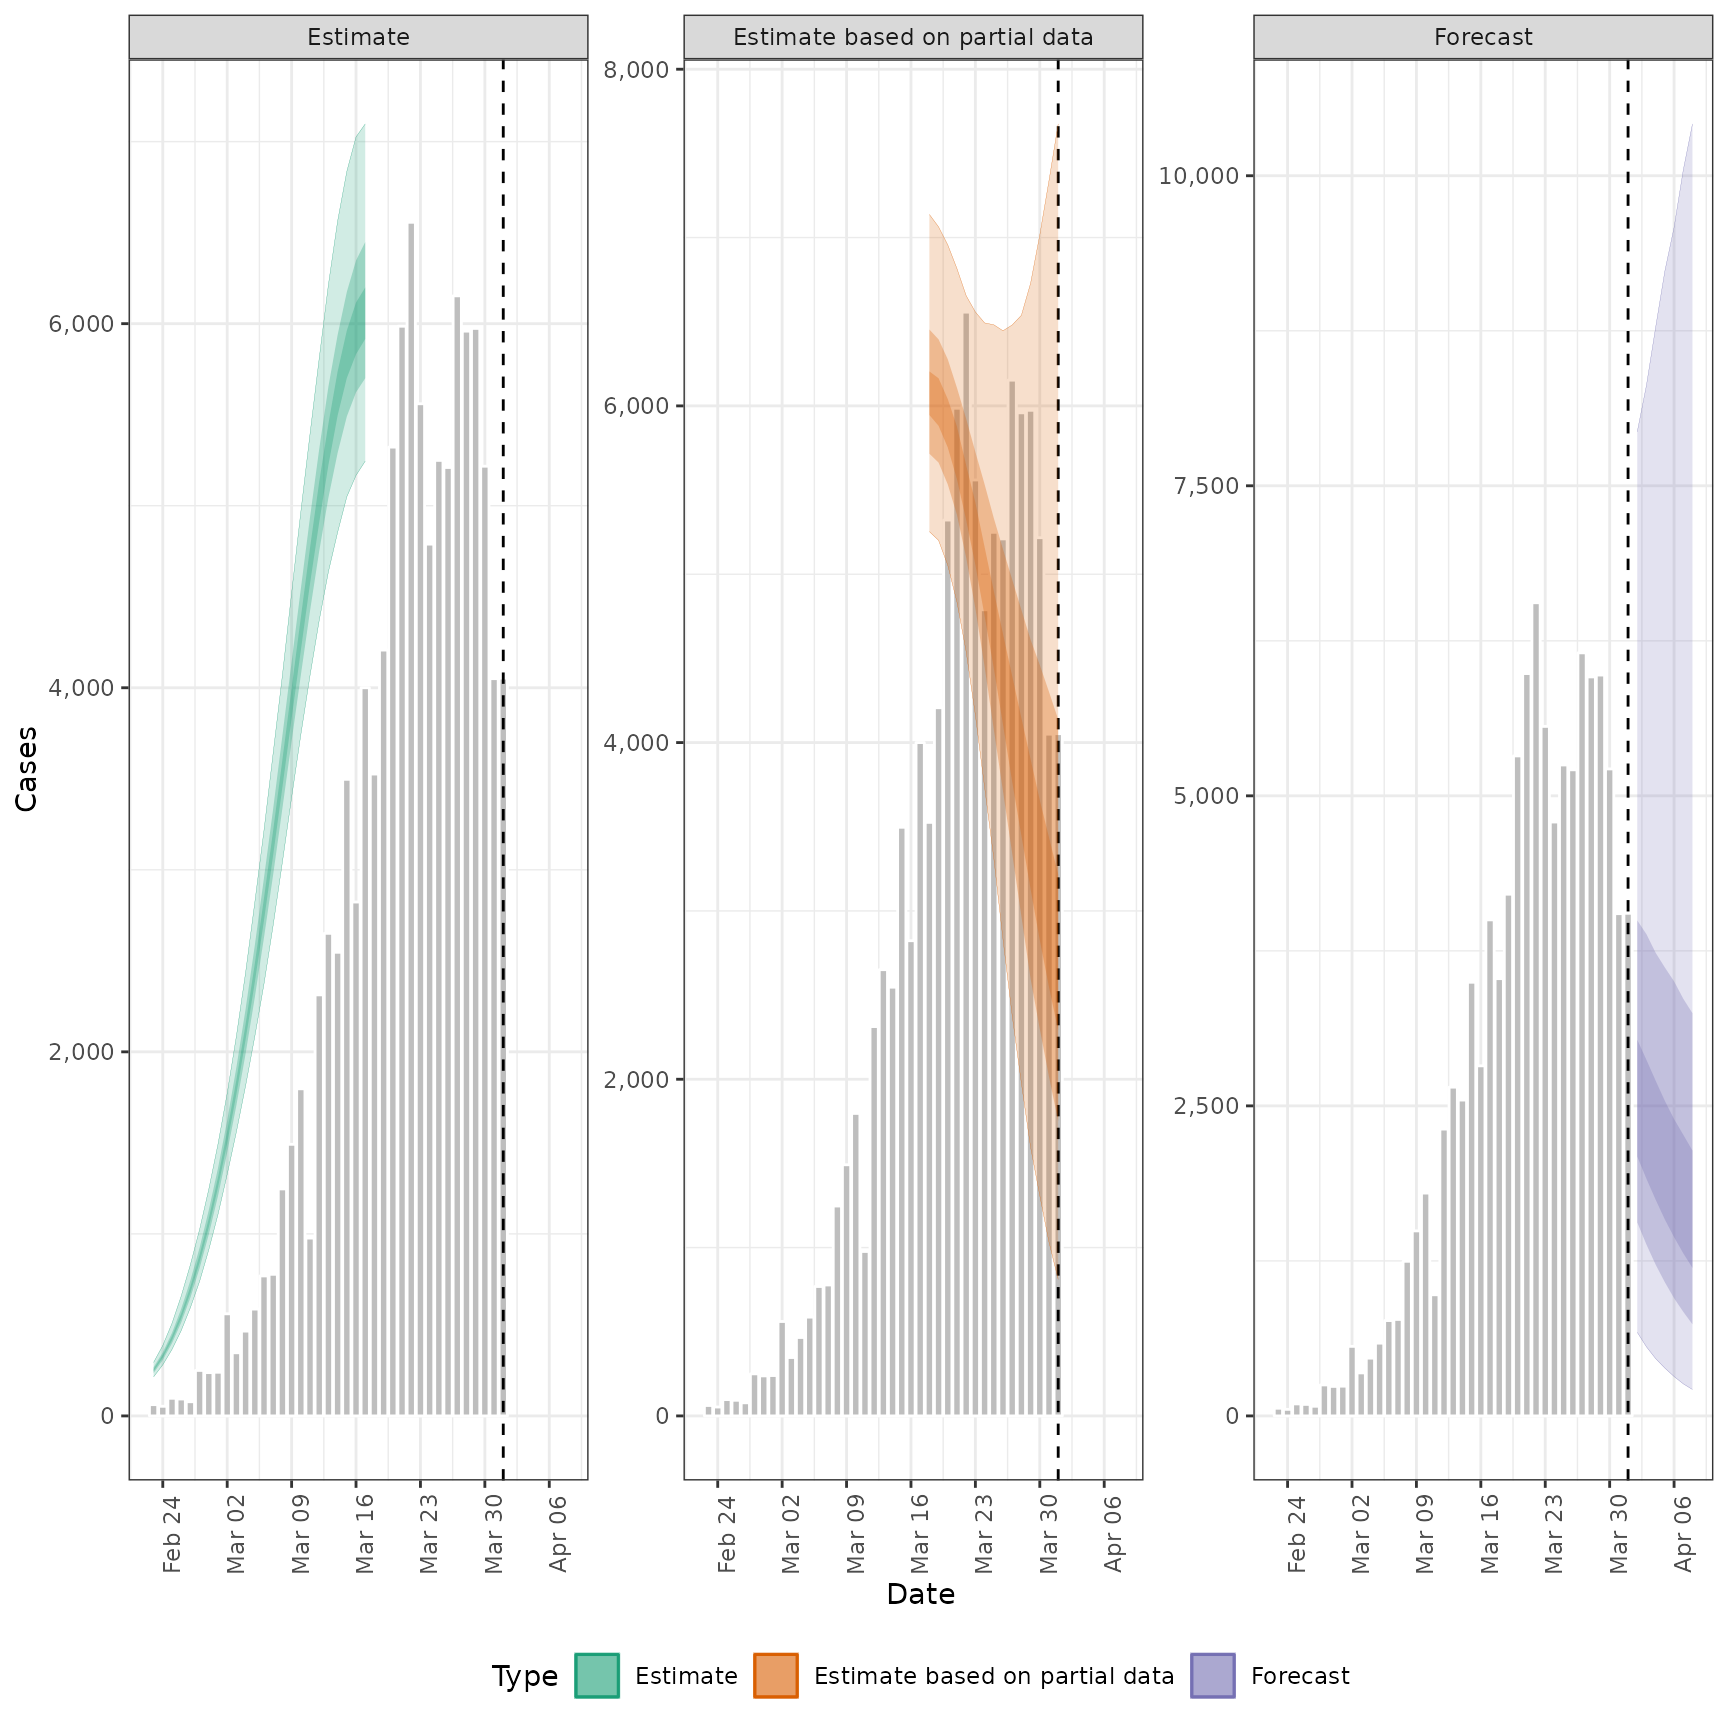 Estimate
Estimate based on partial data
Forecast
Cases
6,000
4,000
2,000
0
8,000
6,000
4,000
2,000
0
10,000
7,500
5,000
2,500
0
Feb 24
Mar 02
Mar 09
Mar 16
Mar 23
Mar 30
Apr 06
Feb 24
Mar 02
Mar 09
Mar 16
Mar 23
Mar 30
Apr 06
Feb 24
Mar 02
Mar 09
Mar 16
Mar 23
Mar 30
Apr 06
Date
Type Estimate Estimate based on partial data Forecast